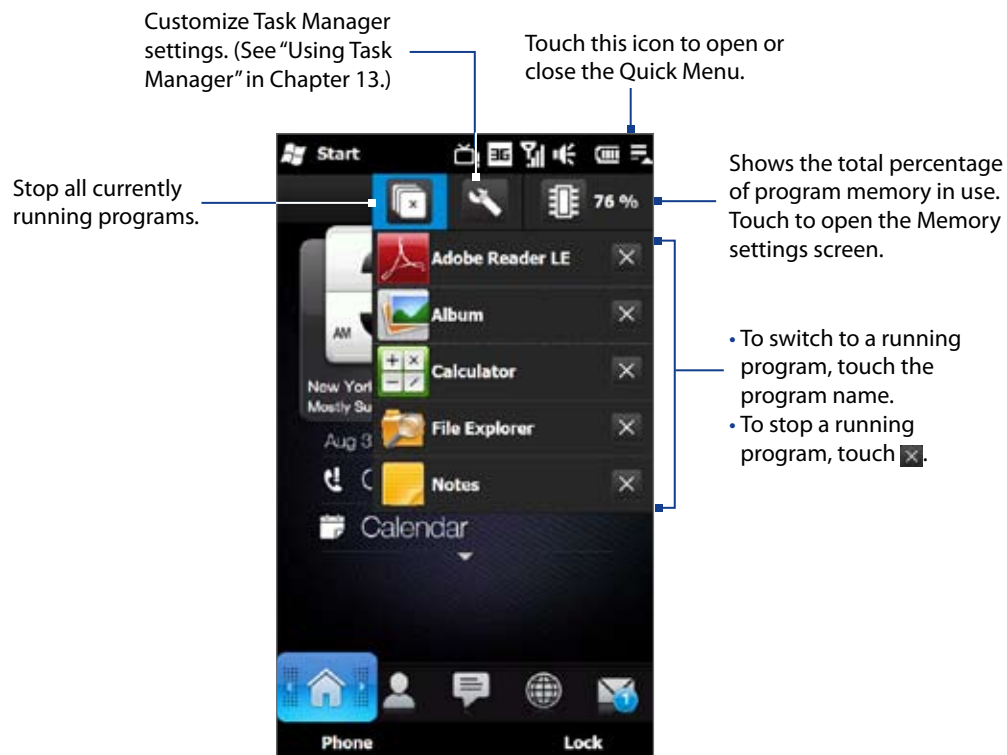 Customize Task Manager
settings. (See “Using Task
Manager” in Chapter 13.)
Touch this icon to open or
close the Quick Menu.
Stop all currently
running programs.
Start
3G
76 %
Shows the total percentage
of program memory in use.
Touch to open the Memory
settings screen.
Adobe Reader LE
Album
Calculator
File Explorer
Notes
AM
New York
Mostly Su
Aug 3
C
Calendar
• To switch to a running
program, touch the
program name.
• To stop a running
program, touch .
1
Phone
Lock